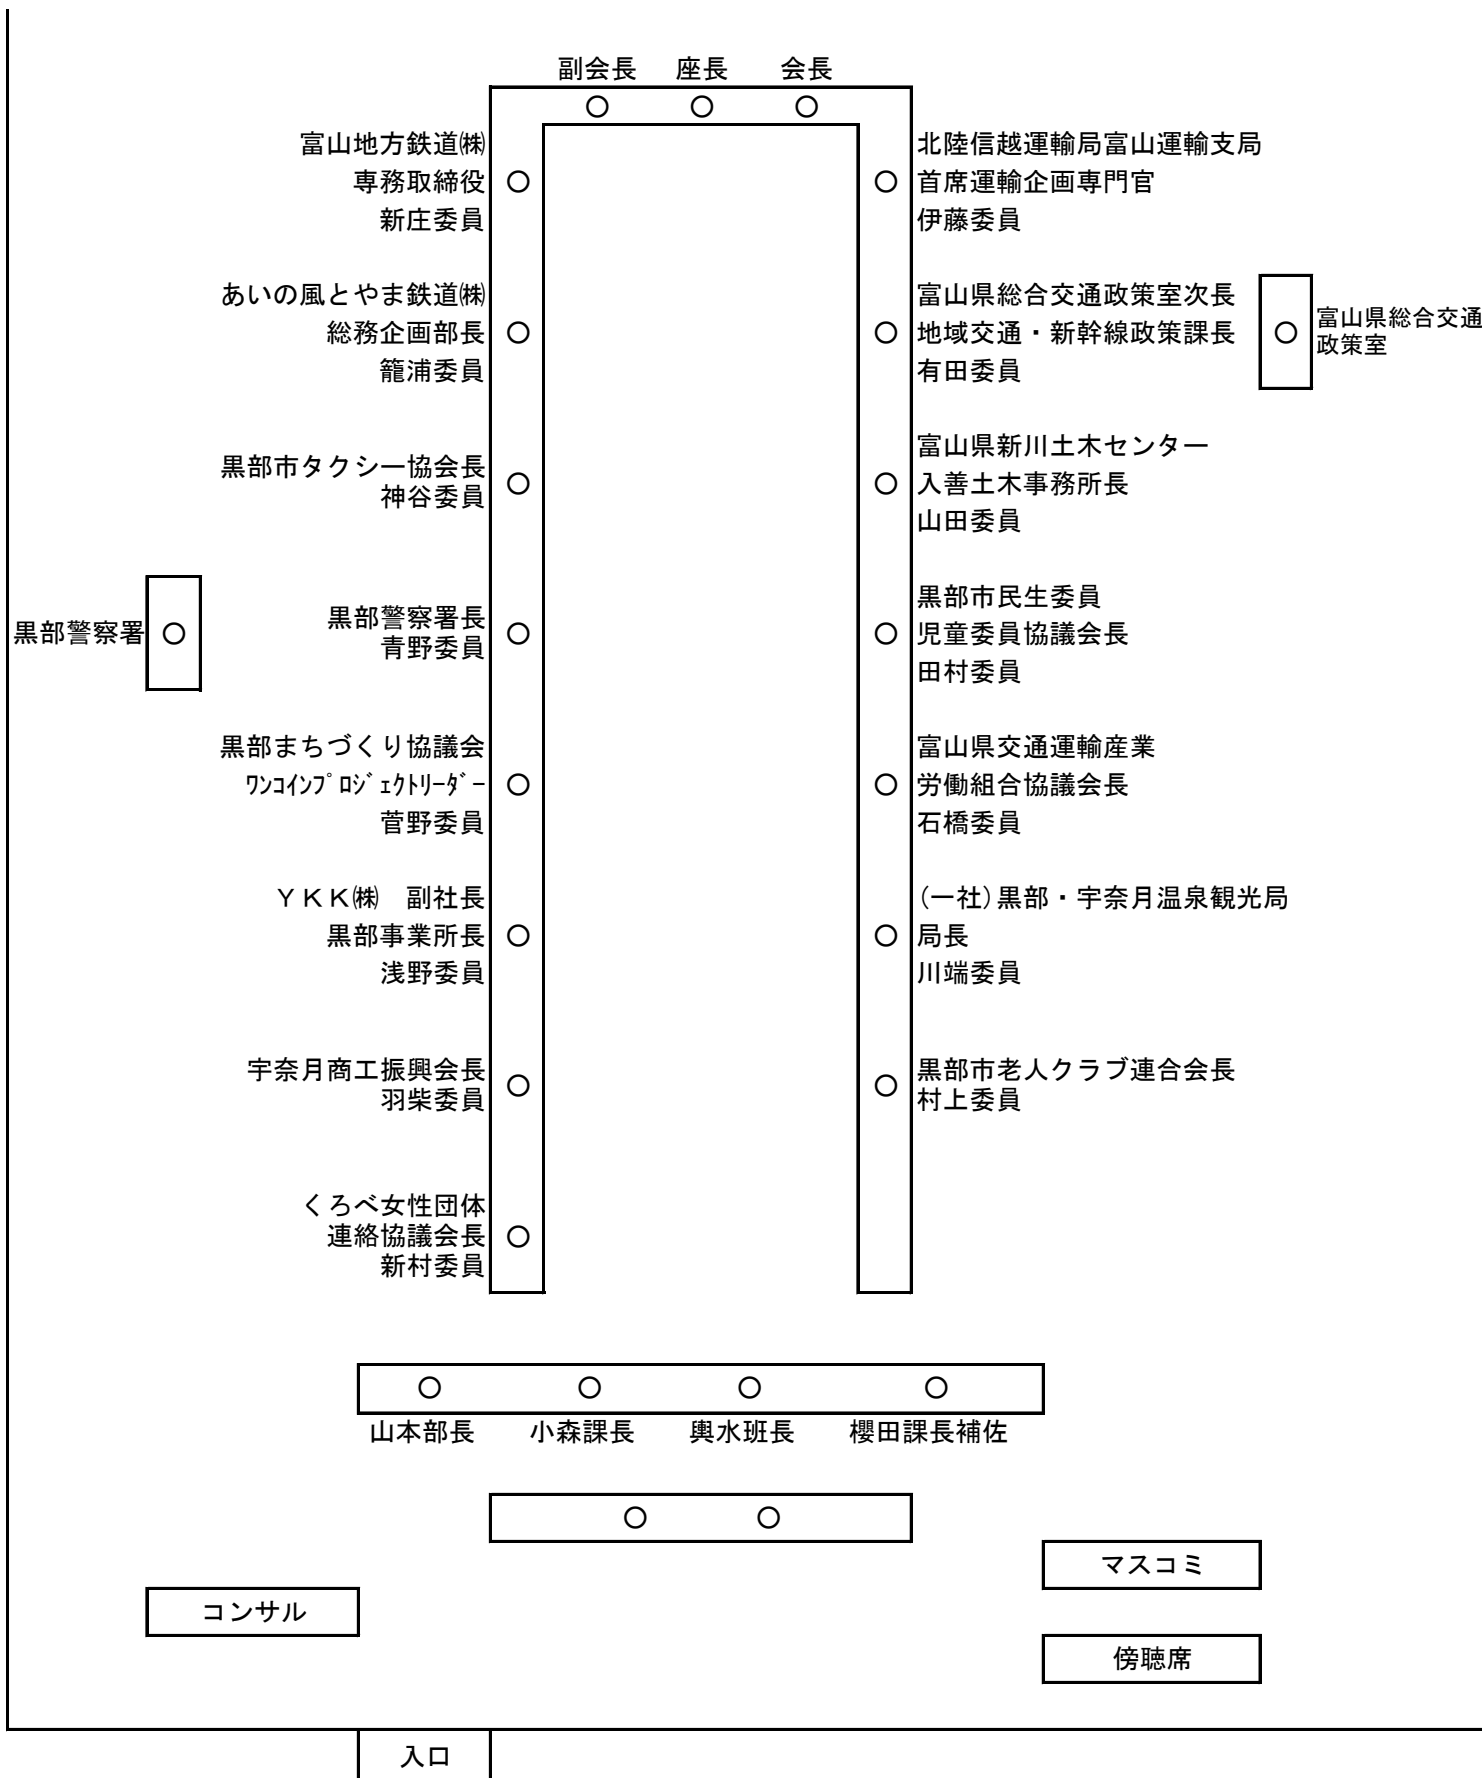 副会長 座長 会長
富山地方鉄道㈱
専務取締役
新庄委員
北陸信越運輸局富山運輸支局
首席運輸企画専門官
伊藤委員
あいの風とやま鉄道㈱
総務企画部長
籠浦委員
富山県総合交通政策室次長
地域交通・新幹線政策課長
有田委員
富山県総合交通
政策室
黒部市タクシー協会長
神谷委員
富山県新川土木センター
入善土木事務所長
山田委員
黒部警察署
黒部警察署長
青野委員
黒部市民生委員
児童委員協議会長
田村委員
黒部まちづくり協議会
ﾜﾝｺｲﾝﾌﾟﾛｼﾞｪｸﾄﾘｰﾀﾞｰ
菅野委員
富山県交通運輸産業
労働組合協議会長
石橋委員
ＹＫＫ㈱　副社長
黒部事業所長
浅野委員
(一社)黒部・宇奈月温泉観光局
局長
川端委員
宇奈月商工振興会長
羽柴委員
黒部市老人クラブ連合会長
村上委員
くろべ女性団体
連絡協議会長
新村委員
山本部長 小森課長 輿水班長 櫻田課長補佐
マスコミ
コンサル
傍聴席
入口